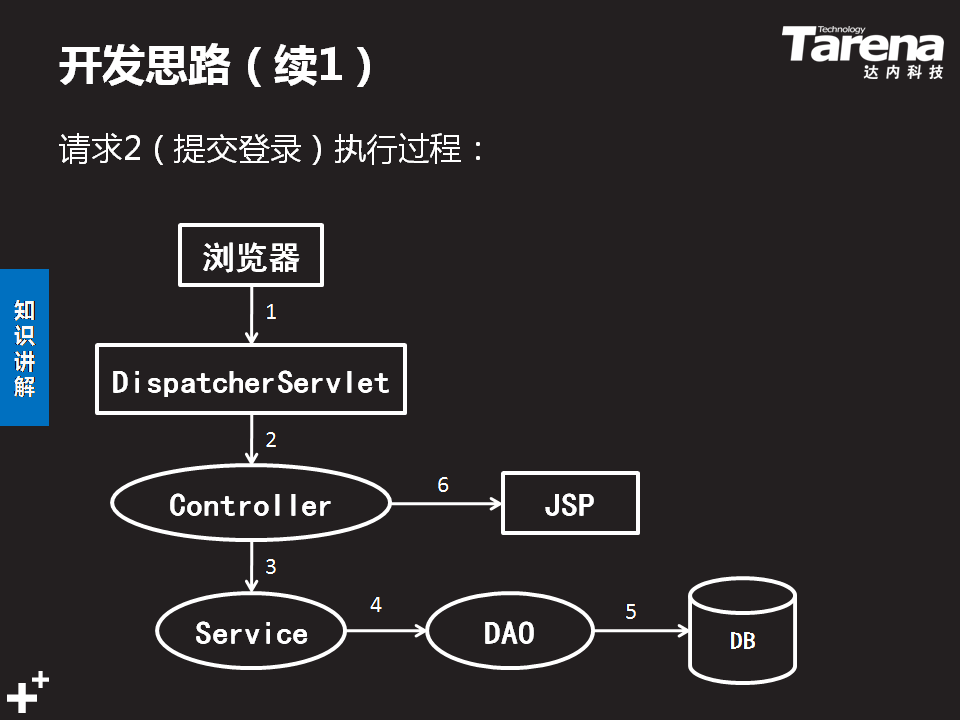 开发思路（续1）
Technology
Tarena
达内科技
请求2（提交登录）执行过程：
浏览器
1
知识讲解
DispatcherServlet
2
Controller
6
JSP
3
Service
4
DAO
5
DB